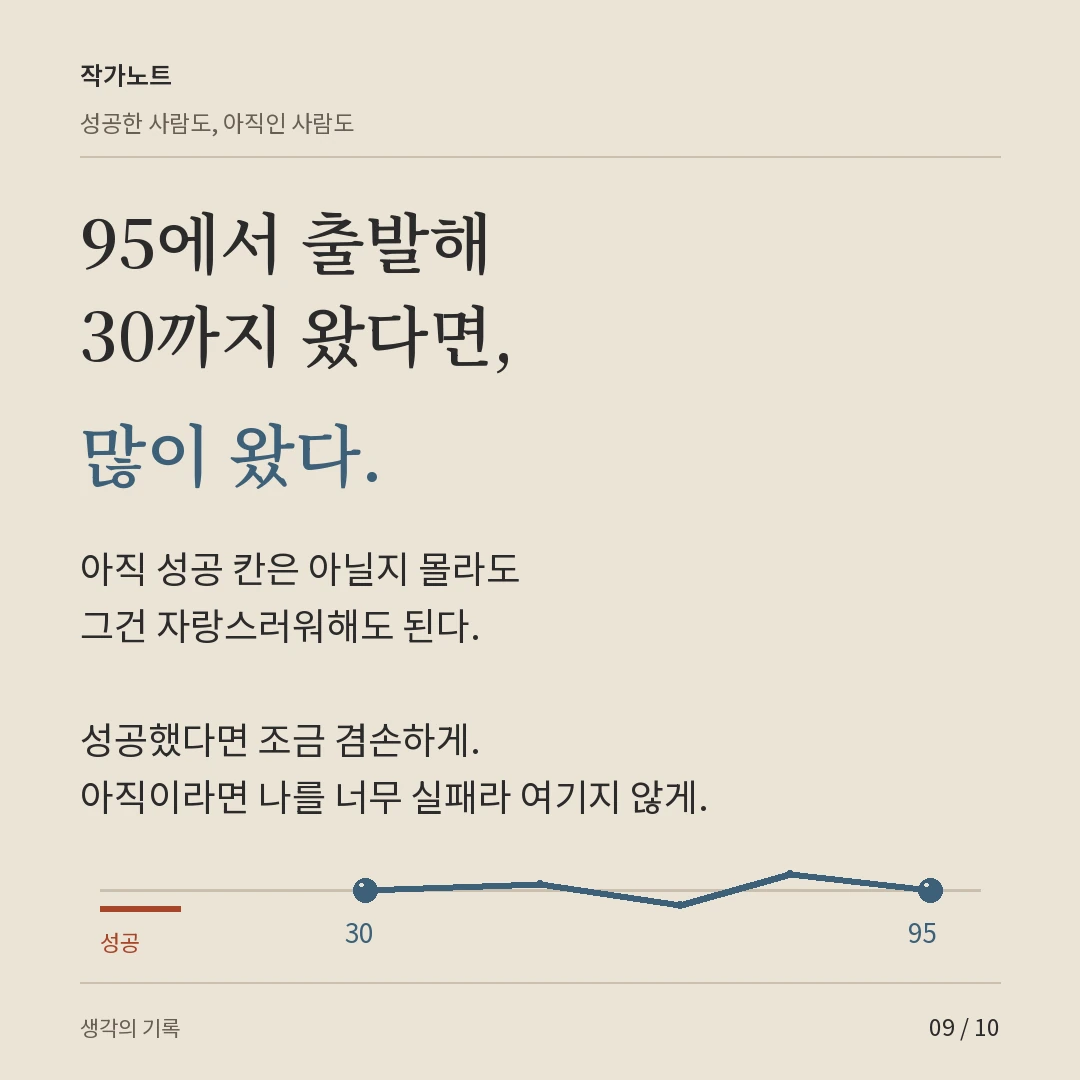 작가노트
성공한 사람도, 아직인 사람도
95에서 출발해
30까지 왔다면,
많이 왔다.
아직 성공 칸은 아닐지 몰라도
그건 자랑스러워해도 된다.
성공했다면 조금 겸손하게.
아직이라면 나를 너무 실패라 여기지 않게.
30
95
성공
생각의 기록
09 / 10